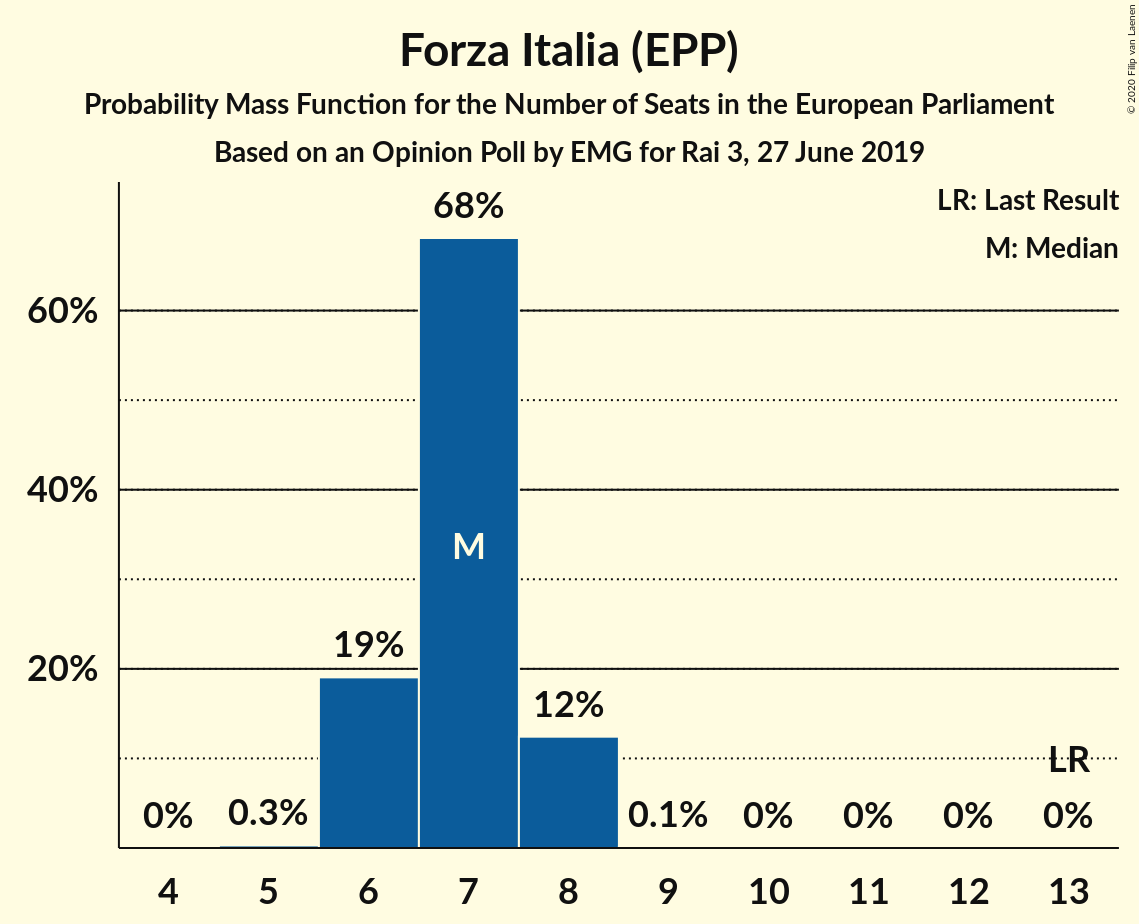 Forza Italia (EPP)
Probability Mass Function for the Number of Seats in the European Parliament
Based on an Opinion Poll by EMG for Rai 3, 27 June 2019
© 2020 Filip van Laenen
LR: Last Result
M: Median
68%
60%
40%
M
19%
20%
12%
LR
0%
0.3%
0.1%
0%
0%
0%
0%
4 5 6 7 8 9 10 11 12 13